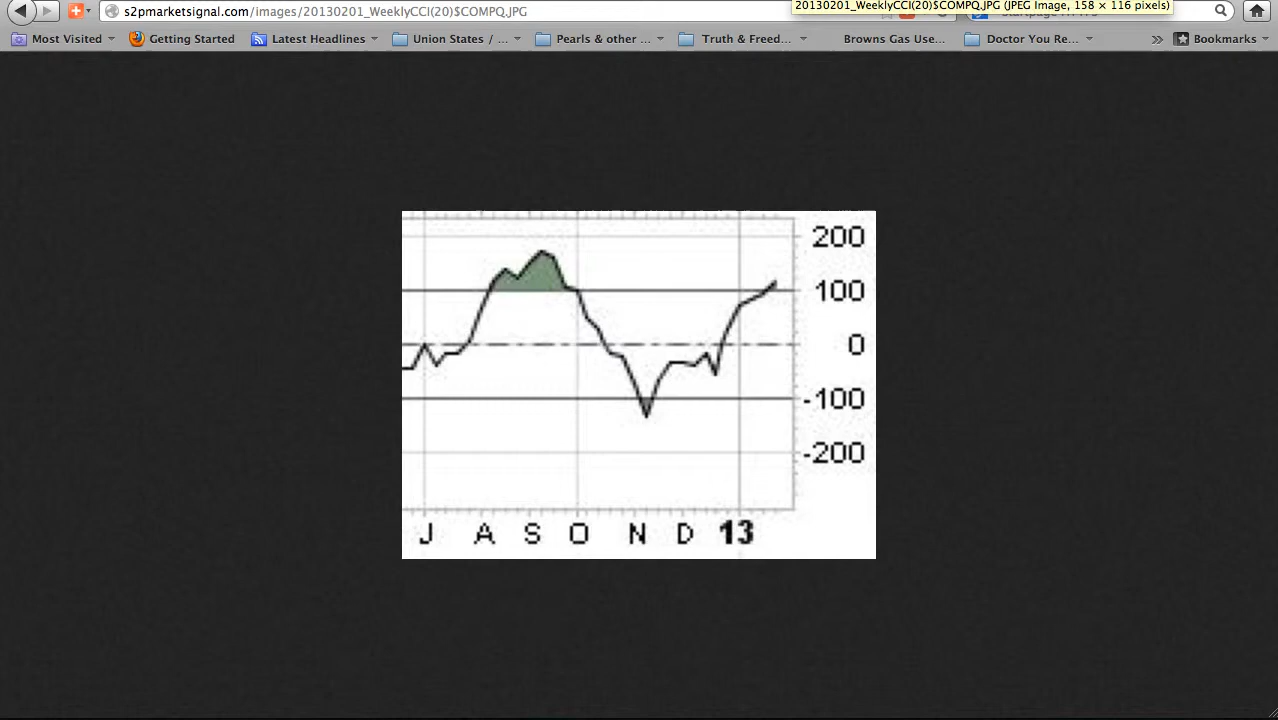 20130201_WeeklyCCI(20)$COMPQ.JPG (JPEG Image, 158 × 116 pixels)
s2pmarketsignal.com/images/20130201_WeeklyCCI(20)$COMPQ.JPG
Most Visited Getting Started Latest Headlines Union States / ... Pearls & other ... Truth & Freed... Browns Gas Use... Doctor You Re... » Bookmarks
200
100
0
-100
-200
J A S O N D 13